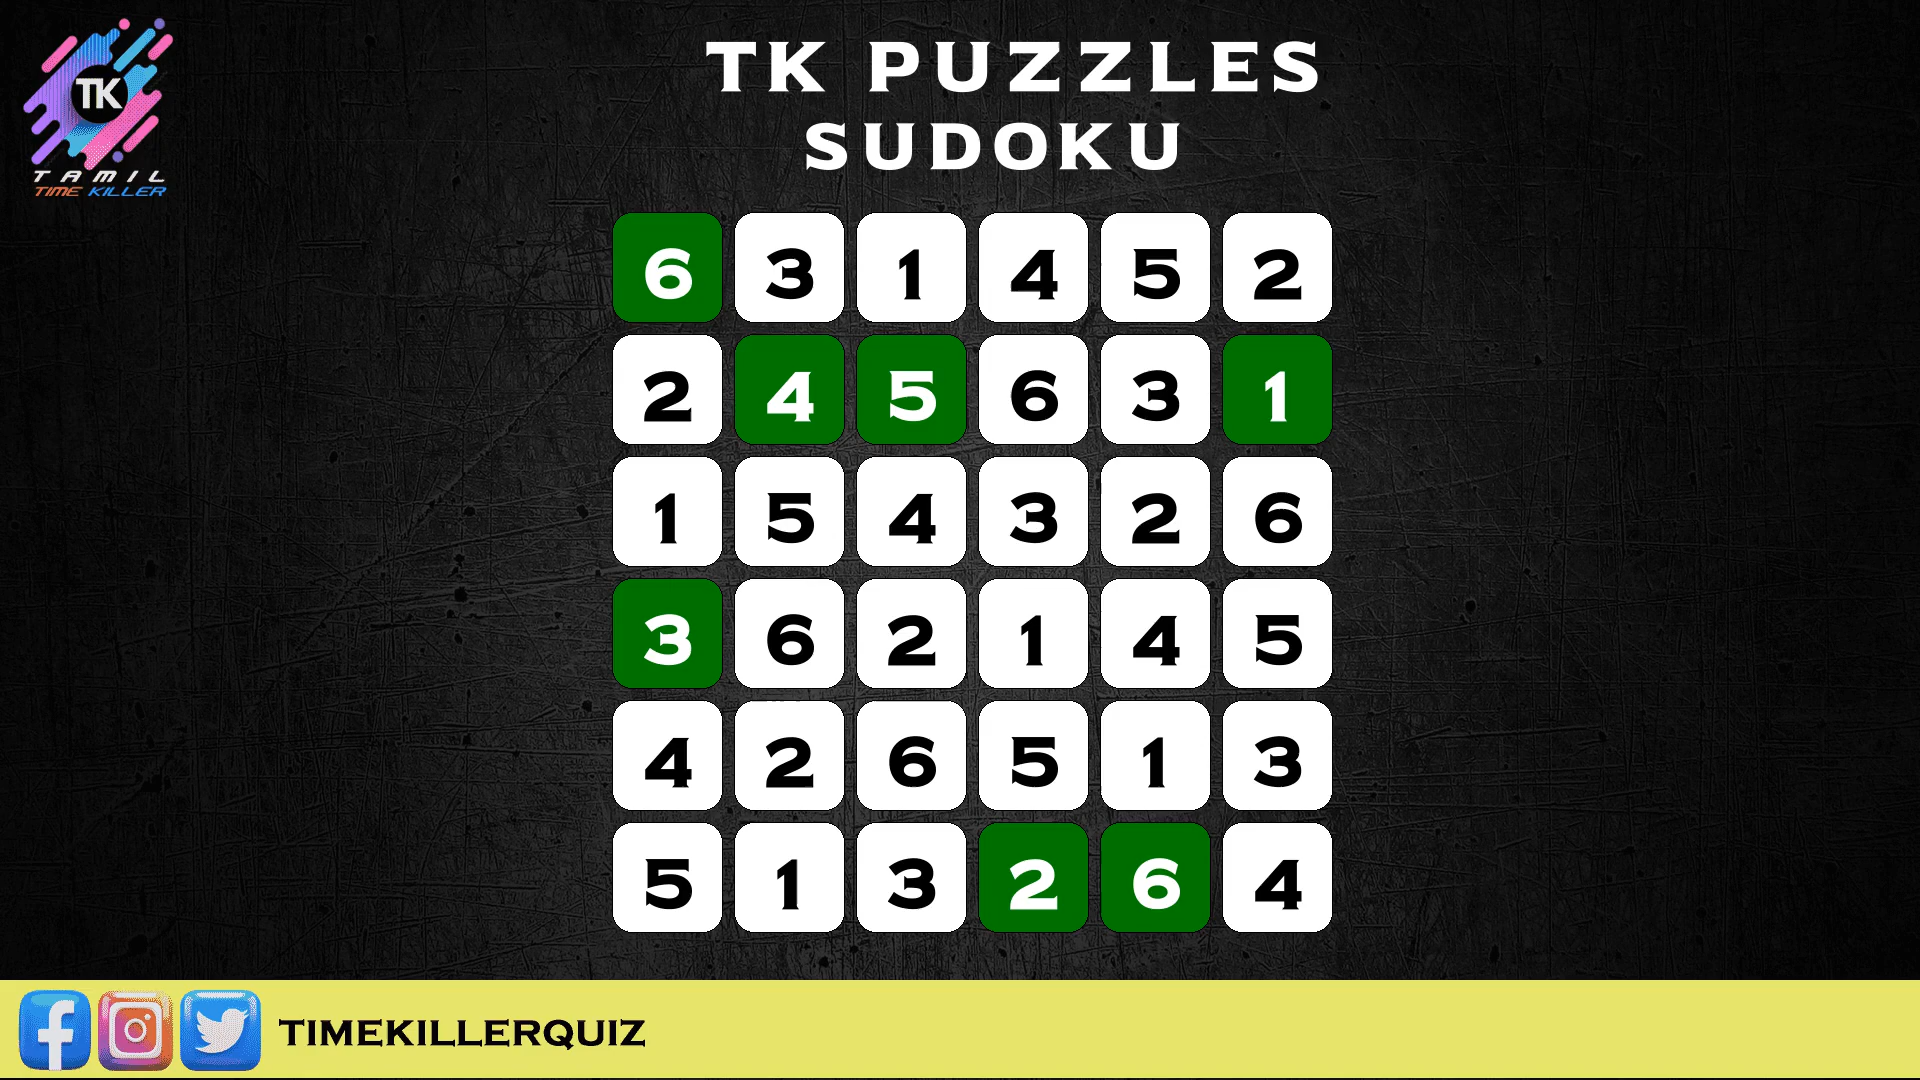 TK
TAMIL
TIME KILLER
TK PUZZLES
SUDOKU
6 3 1 4 5 2
2 4 5 6 3 1
1 5 4 3 2 6
3 6 2 1 4 5
4 2 6 5 1 3
5 1 3 2 6 4
TIMEKILLERQUIZ